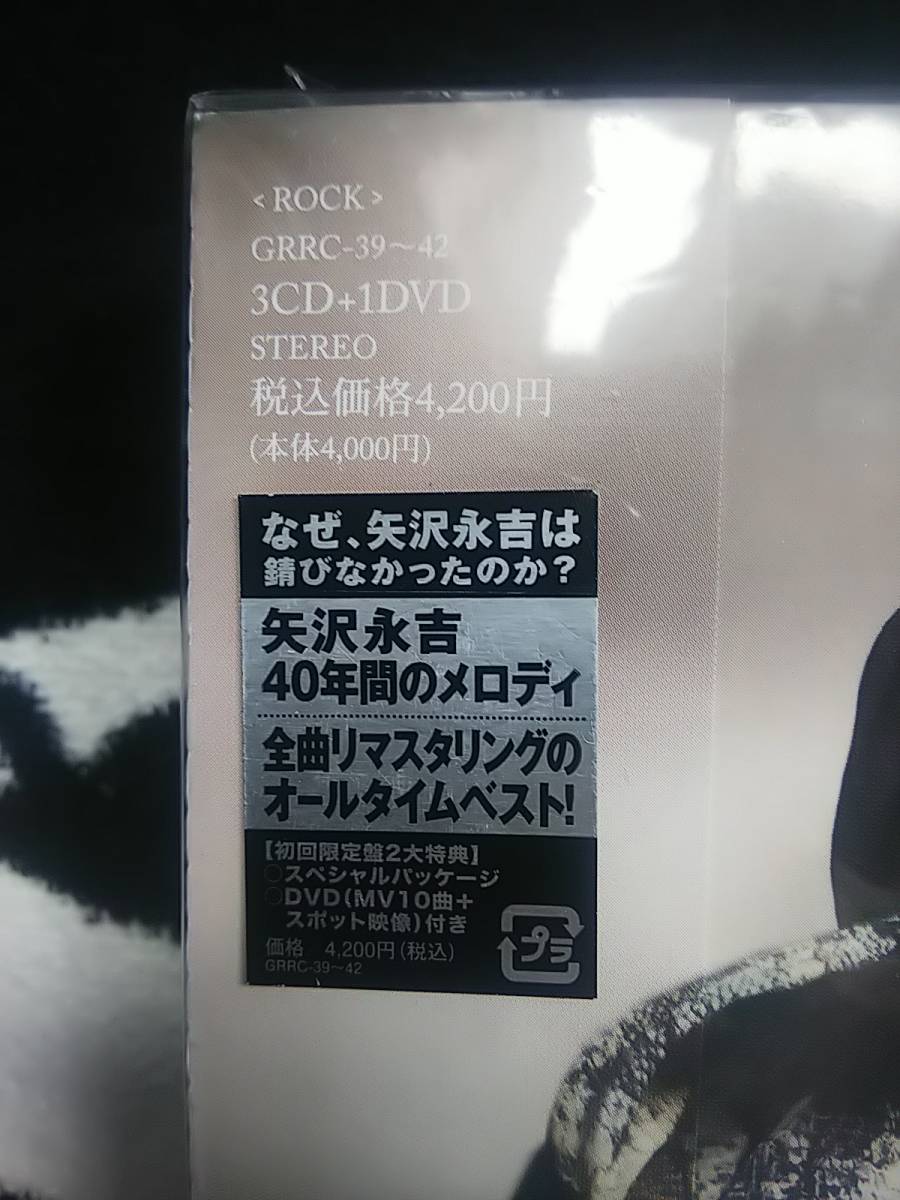 <ROCK>
GRRC-39～42
3CD+1DVD
STEREO
税込価格4,200円
(本体4,000円)
なぜ、矢沢永吉は
錆びなかったのか?
矢沢永吉
40年間のメロディ
全曲リマスタリングの
オールタイムベスト!
【初回限定盤2大特典】
○スペシャルパッケージ
○DVD(MV10曲+
スポット映像)付き
価格 4,200円(税込)
GRRC-39～42
プラ